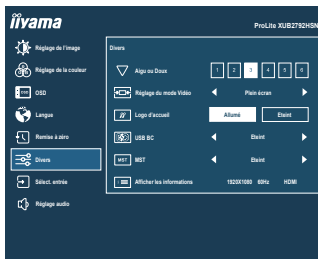 iiyama
ProLite XUB2792HSN
Réglage de l'image
Réglage de la couleur
OSD
Langue
Remise à zéro
Divers
Sélect. entrée
Réglage audio
Divers
Aigu ou Doux 1 2 3 4 5 6
Réglage du mode Vidéo Plein écran
Logo d'accueil Allumé Eteint
USB BC Eteint
MST MST Eteint
Afficher les informations 1920X1080 60Hz HDMI